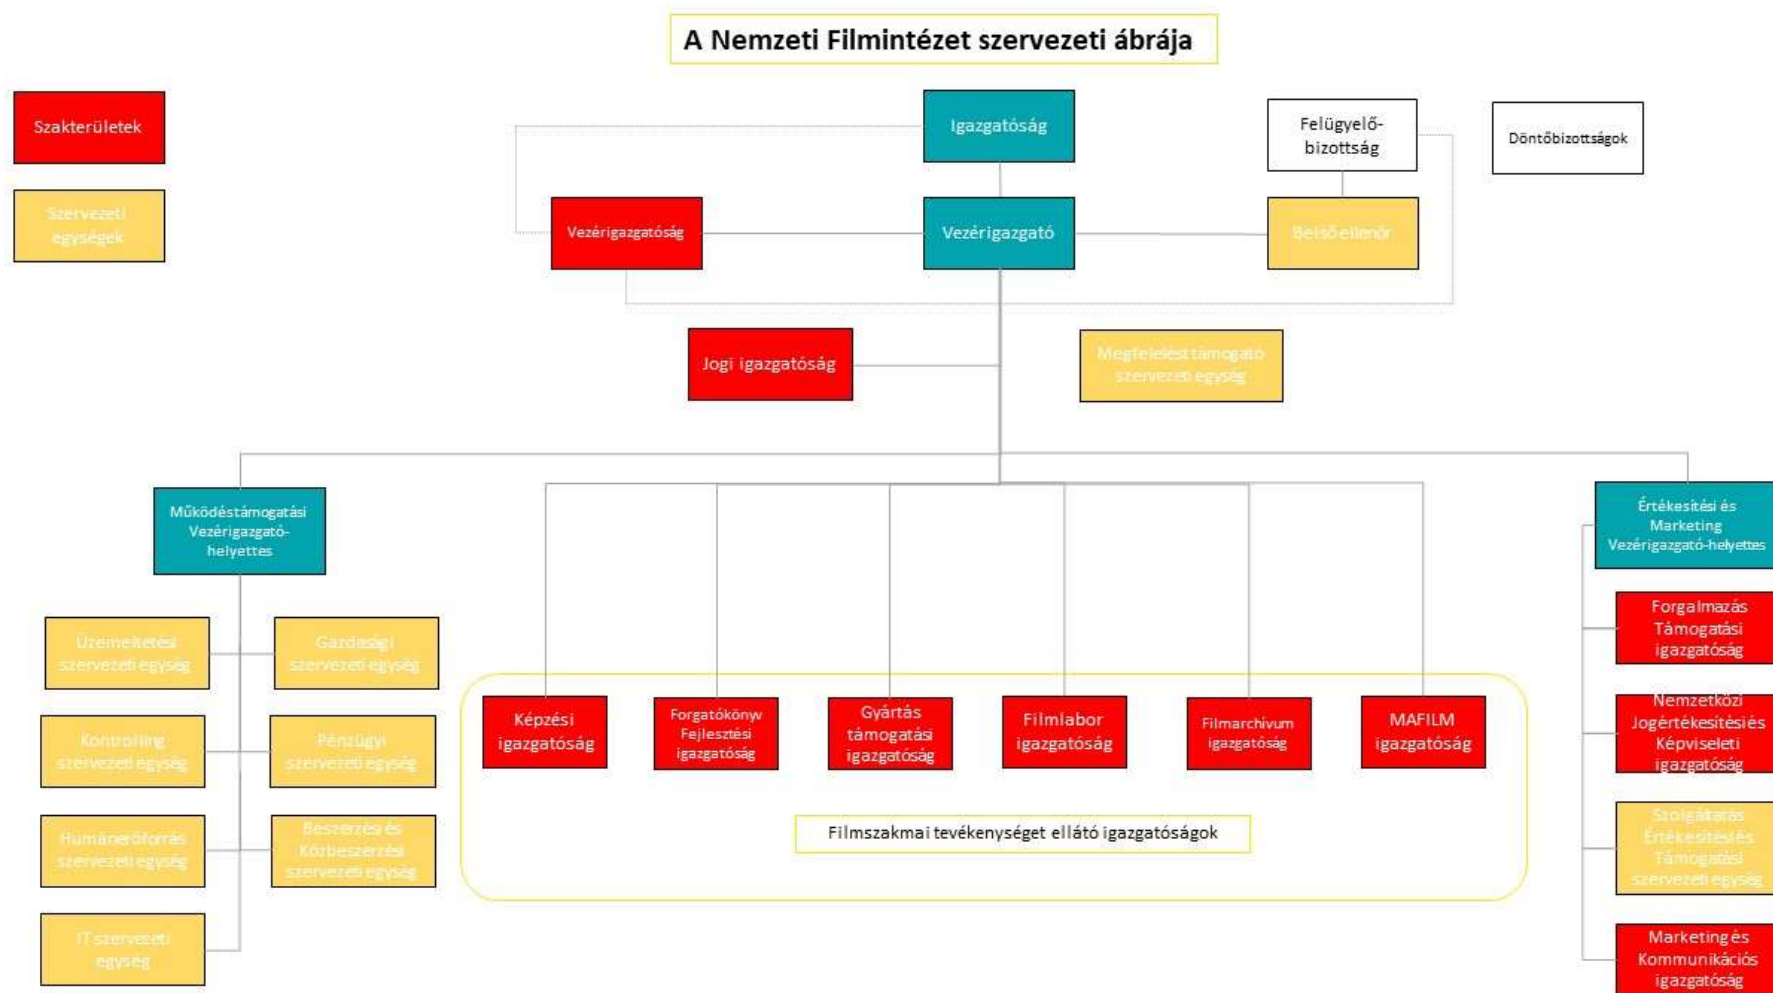 A Nemzeti Filmintézet szervezeti ábrája
Szakterületek
Szervezeti
egységek
Igazgatóság
Felügyelő-
bizottság
Döntőbizottságok
Vezérigazgatóság
Vezérigazgató
Belső ellenőr
Jogi igazgatóság
Megfelelést támogató
szervezeti egység
Működéstámogatási
Vezérigazgató-
helyettes
Értékesítési és
Marketing
Vezérigazgató-helyettes
Üzemeltetési
szervezeti egység
Gazdasági
szervezeti egység
Kontrolling
szervezeti egység
Pénzügyi
szervezeti egység
Humánerőforrás
szervezeti egység
Beszerzési és
Közbeszerzési
szervezeti egység
IT szervezeti
egység
Képzési
igazgatóság
Forgatókönyv
Fejlesztési
igazgatóság
Gyártás
támogatási
igazgatóság
Filmlabor
igazgatóság
Filmarchívum
igazgatóság
MAFILM
igazgatóság
Filmszakmai tevékenységet ellátó igazgatóságok
Forgalmazás
Támogatási
igazgatóság
Nemzetközi
Jogértékesítési és
Képviseleti
igazgatóság
Szolgáltatás
Értékesítési és
Támogatási
szervezeti egység
Marketing és
Kommunikációs
igazgatóság